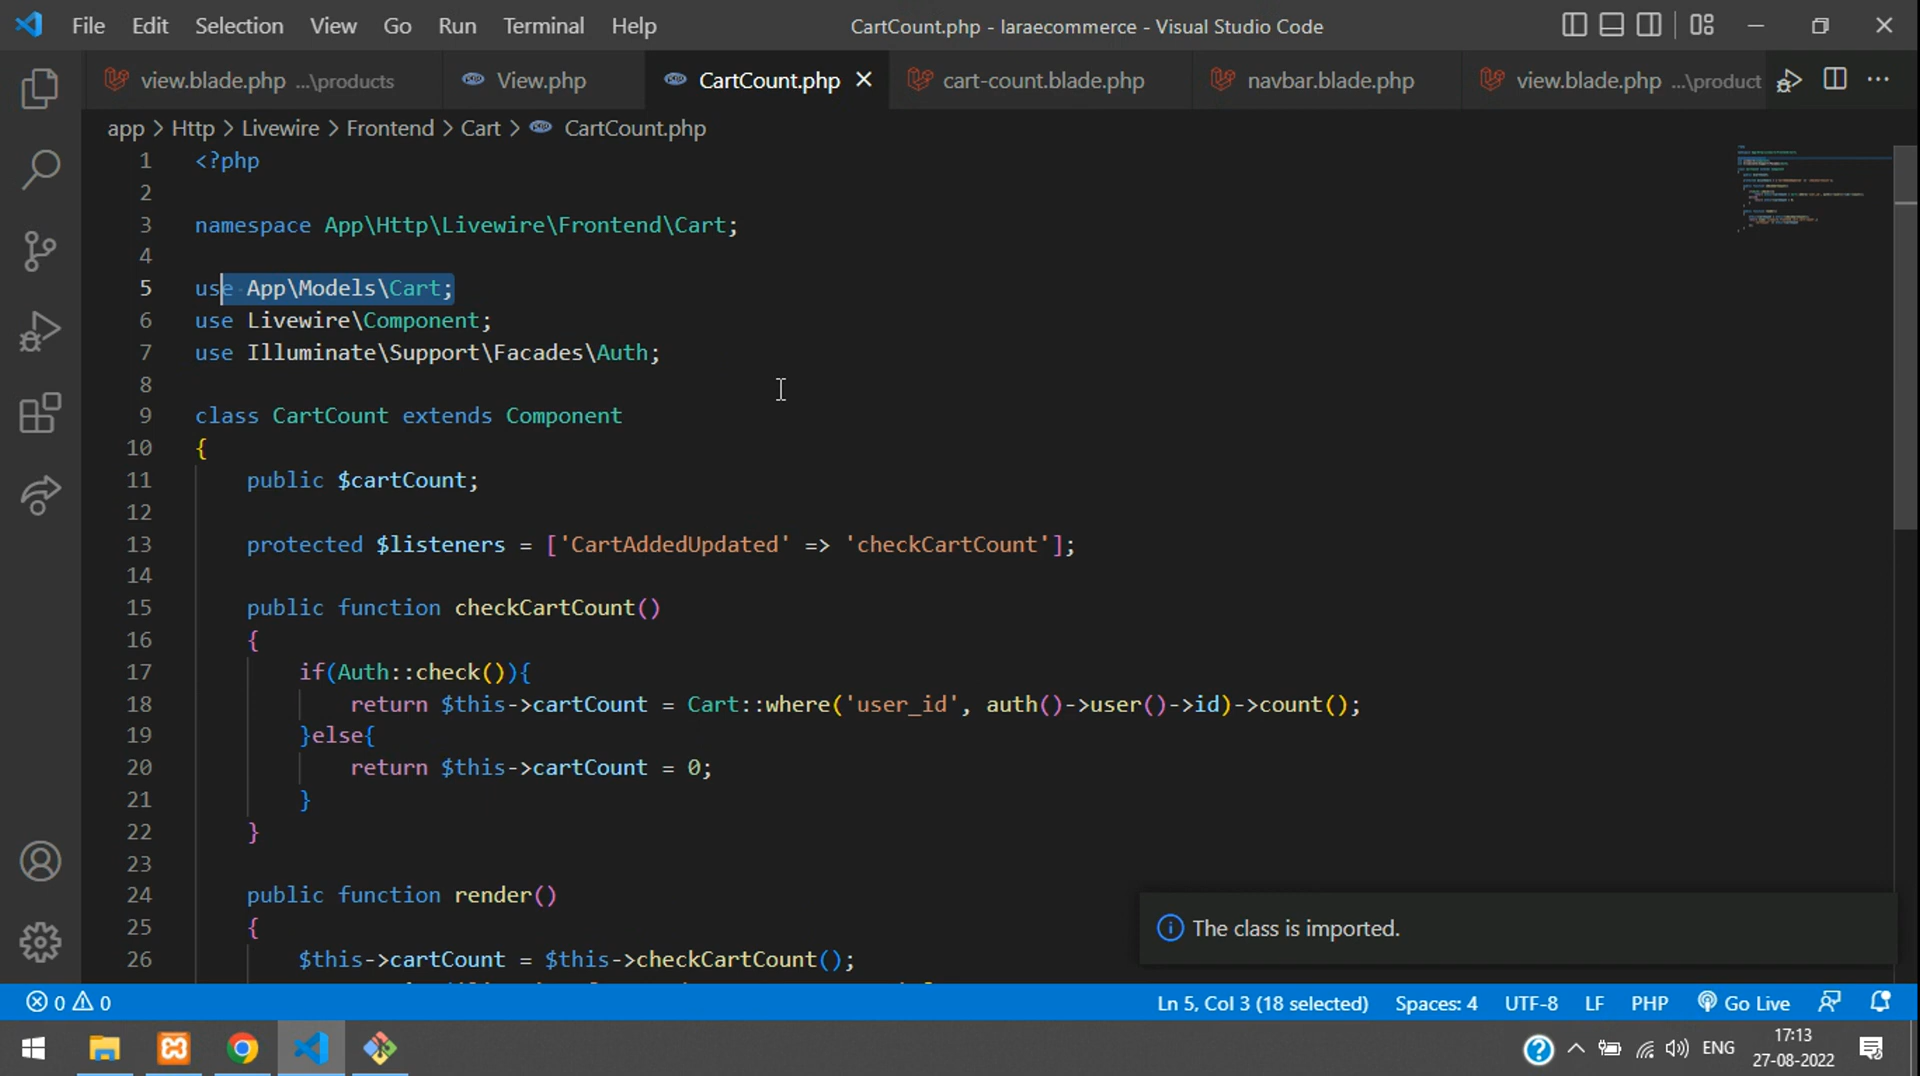 File Edit Selection View Go Run Terminal Help CartCount.php - laraecommerce - Visual Studio Code
view.blade.php ...\products View.php CartCount.php cart-count.blade.php navbar.blade.php view.blade.php ...\product
app > Http > Livewire > Frontend > Cart > CartCount.php
1 <?php
2
3 namespace App\Http\Livewire\Frontend\Cart;
4
5 use App\Models\Cart;
6 use Livewire\Component;
7 use Illuminate\Support\Facades\Auth;
8
9 class CartCount extends Component
10 {
11 public $cartCount;
12
13 protected $listeners = ['CartAddedUpdated' => 'checkCartCount'];
14
15 public function checkCartCount()
16 {
17 if(Auth::check()){
18 return $this->cartCount = Cart::where('user_id', auth()->user()->id)->count();
19 }else{
20 return $this->cartCount = 0;
21 }
22 }
23
24 public function render()
25 {
26 $this->cartCount = $this->checkCartCount();
The class is imported.
0 0 Ln 5, Col 3 (18 selected) Spaces: 4 UTF-8 LF PHP Go Live
ENG 17:13
27-08-2022